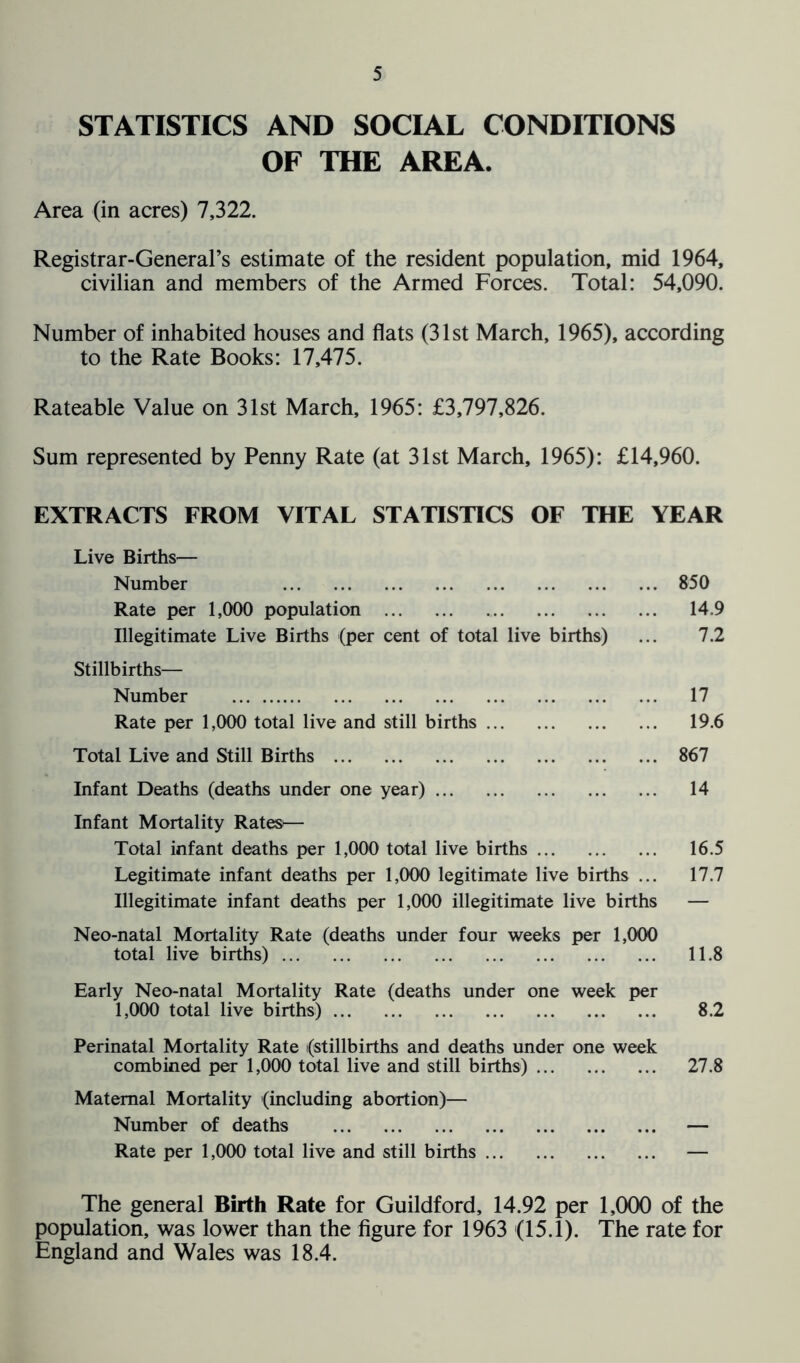 5
STATISTICS AND SOCIAL CONDITIONS
OF THE AREA.
Area (in acres) 7,322.
Registrar-General's estimate of the resident population, mid 1964,
civilian and members of the Armed Forces. Total: 54,090.
Number of inhabited houses and flats (31st March, 1965), according
to the Rate Books: 17,475.
Rateable Value on 31st March, 1965: £3,797,826.
Sum represented by Penny Rate (at 31st March, 1965): £14,960.
EXTRACTS FROM VITAL STATISTICS OF THE YEAR
Live Births—
Number ... ... ... ... ... ... ... ... 850
Rate per 1,000 population ... ... ... ... ... ... 14.9
Illegitimate Live Births (per cent of total live births) ... 7.2
Stillbirths—
Number ... ...... ... ... ... ... ... ... ... 17
Rate per 1,000 total live and still births ... ... ... ... 19.6
Total Live and Still Births ... ... ... ... ... ... ... 867
Infant Deaths (deaths under one year) ... ... ... ... ... 14
Infant Mortality Rates—
Total infant deaths per 1,000 total live births ... ... ... 16.5
Legitimate infant deaths per 1,000 legitimate live births ... 17.7
Illegitimate infant deaths per 1,000 illegitimate live births —
Neo-natal Mortality Rate (deaths under four weeks per 1,000
total live births) ... ... ... ... ... ... ... ... 11.8
Early Neo-natal Mortality Rate (deaths under one week per
1,000 total live births) ... ... ... ... ... ... ... 8.2
Perinatal Mortality Rate (stillbirths and deaths under one week
combined per 1,000 total live and still births) ... ... ... 27.8
Maternal Mortality (including abortion)—
Number of deaths ... ... ... ... ... ... ... —
Rate per 1,000 total live and still births ... ... ... ... —
The general Birth Rate for Guildford, 14.92 per 1,000 of the
population, was lower than the figure for 1963 (15.1). The rate for
England and Wales was 18.4.